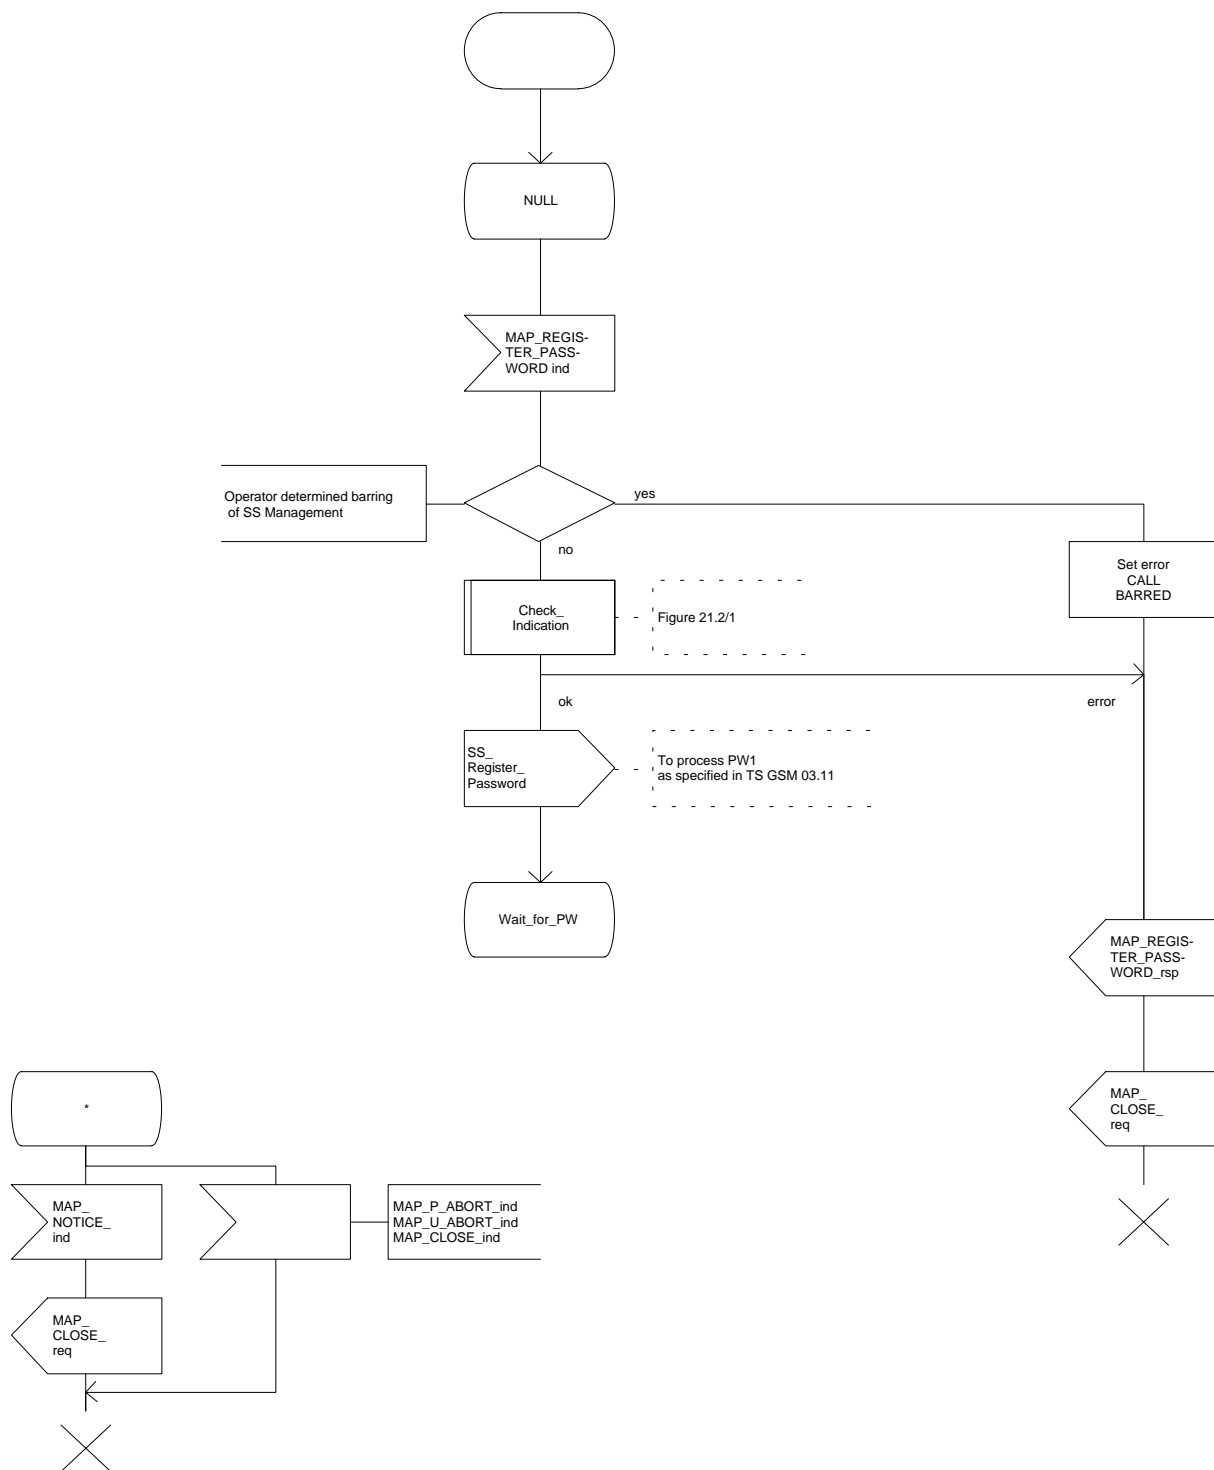 NULL
MAP_REGIS-
TER_PASS-
WORD ind
Operator determined barring
of SS Management
yes
no
Set error
CALL
BARRED
Check_
Indication
Figure 21.2/1
ok
error
SS_
Register_
Password
To process PW1
as specified in TS GSM 03.11
Wait_for_PW
MAP_REGIS-
TER_PASS-
WORD_rsp
MAP_
CLOSE_
req
*
MAP_
NOTICE_
ind
MAP_P_ABORT_ind
MAP_U_ABORT_ind
MAP_CLOSE_ind
MAP_
CLOSE_
req